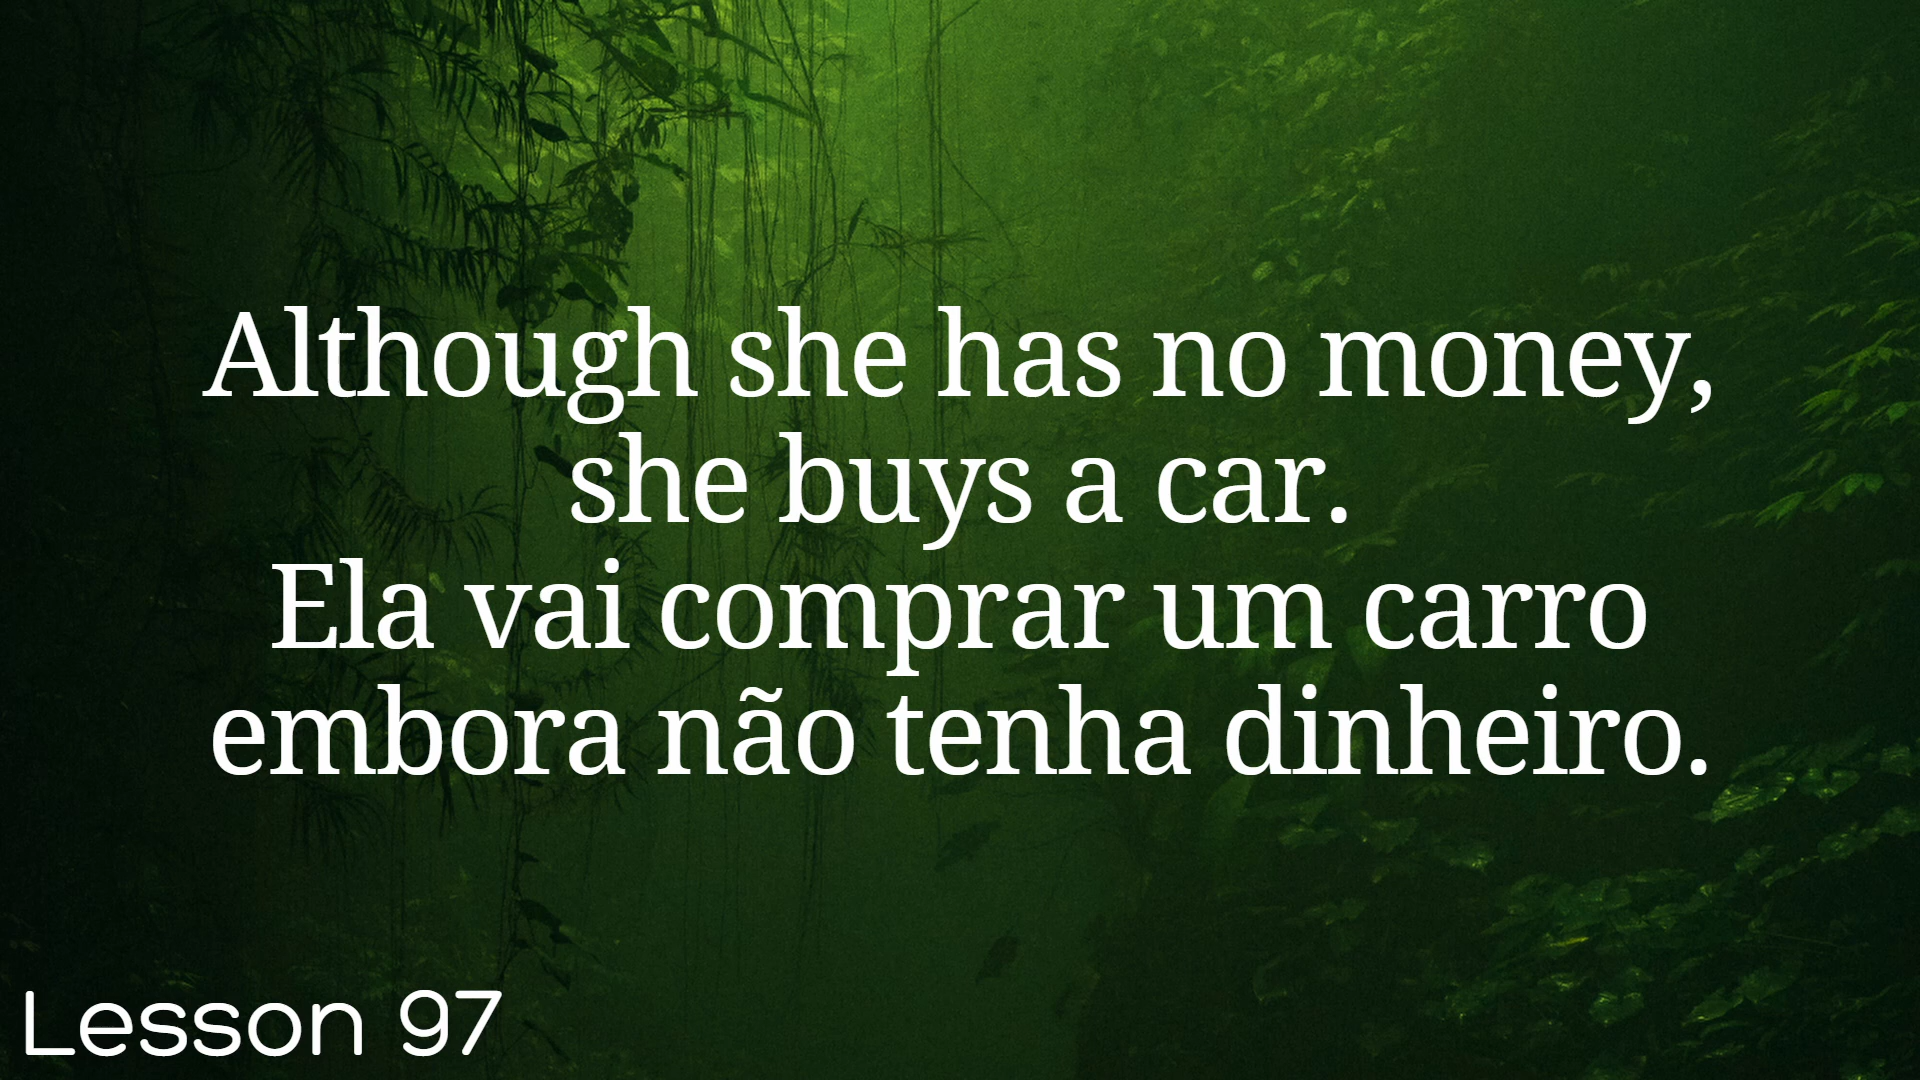 Although she has no money,
she buys a car.
Ela vai comprar um carro
embora não tenha dinheiro.
Lesson 97